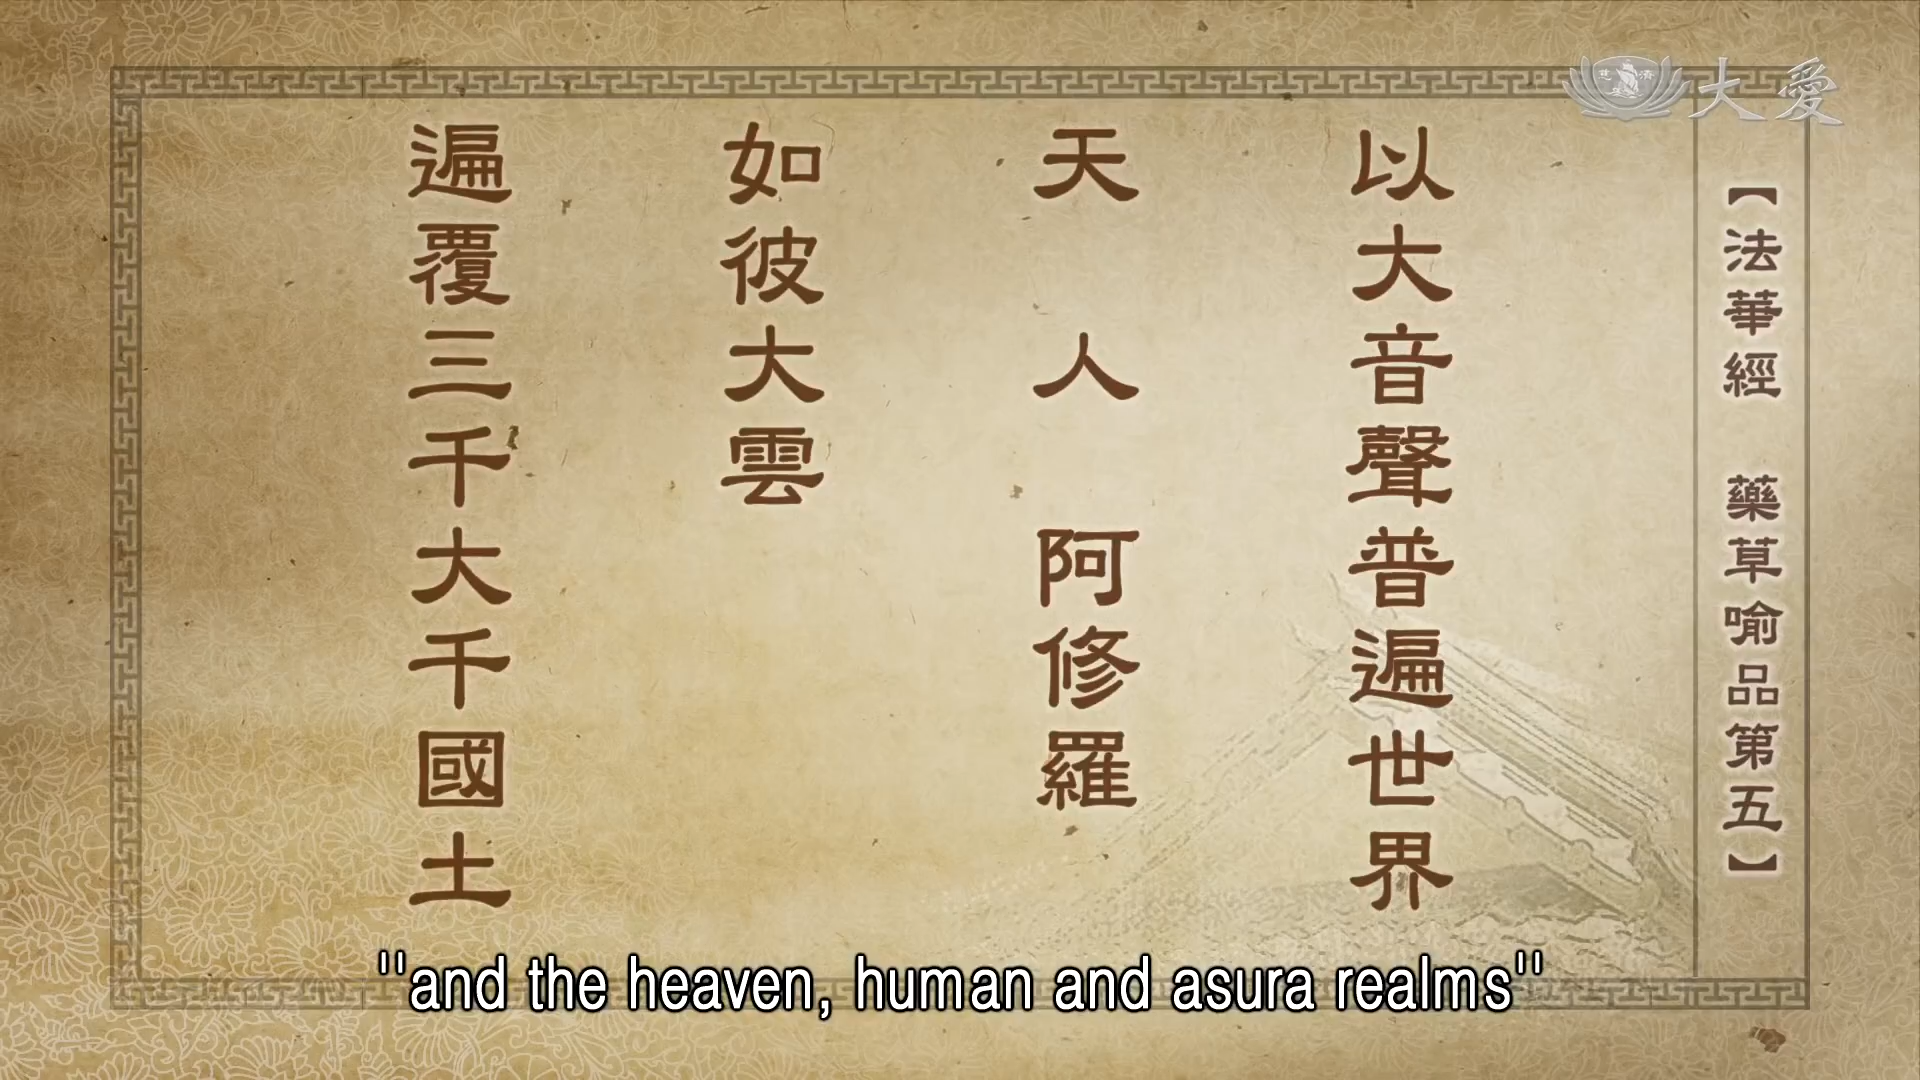 大愛
慈濟
【法華經 藥草喻品第五】
以大音聲普遍世界
天 人 阿修羅
如彼大雲
遍覆三千大千國土
"and the heaven, human and asura realms"